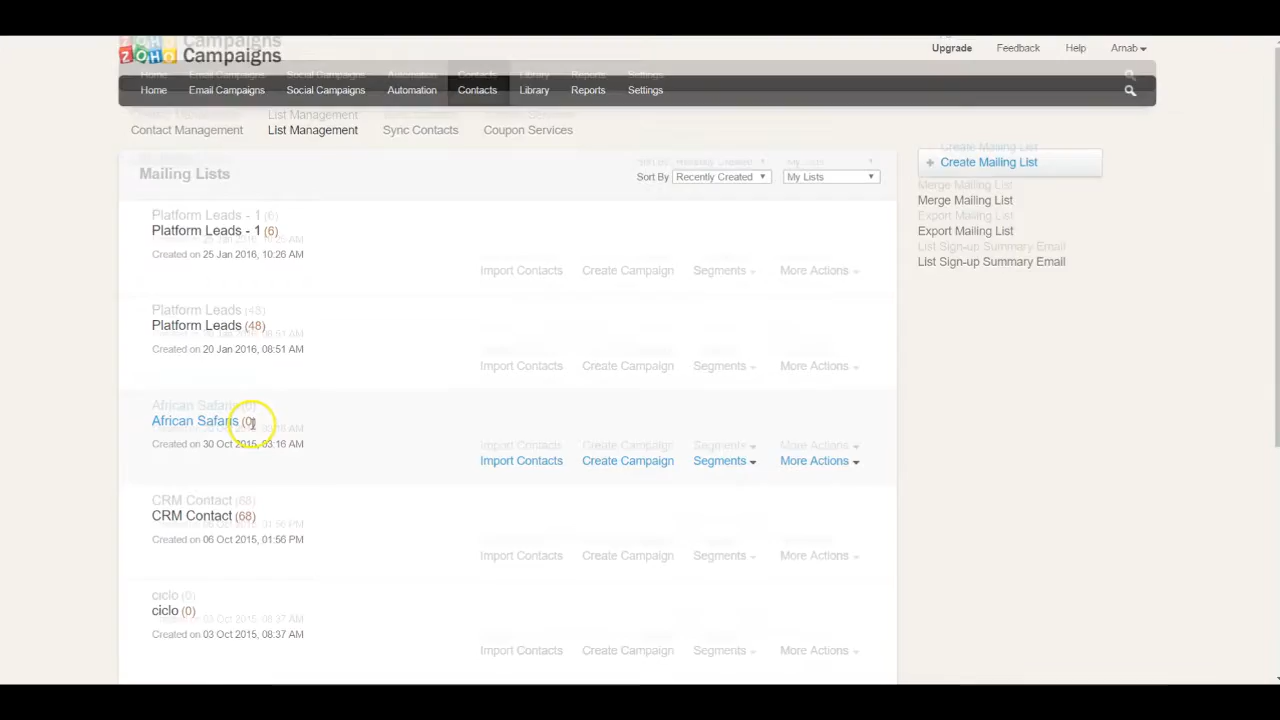 ZOHO Campaigns
Upgrade Feedback Help Arnab
Home Email Campaigns Social Campaigns Automation Contacts Library Reports Settings
Contact Management List Management Sync Contacts Coupon Services
Mailing Lists
Sort By Recently Created My Lists
Create Mailing List
Merge Mailing List
Export Mailing List
List Sign-up Summary Email
Platform Leads - 1 (6)
Created on 25 Jan 2016, 10:26 AM
Import Contacts Create Campaign Segments More Actions
Platform Leads (48)
Created on 20 Jan 2016, 08:51 AM
Import Contacts Create Campaign Segments More Actions
African Safaris (0)
Created on 30 Oct 2015, 03:16 AM
Import Contacts Create Campaign Segments More Actions
CRM Contact (68)
Created on 06 Oct 2015, 01:56 PM
Import Contacts Create Campaign Segments More Actions
ciclo (0)
Created on 03 Oct 2015, 08:37 AM
Import Contacts Create Campaign Segments More Actions